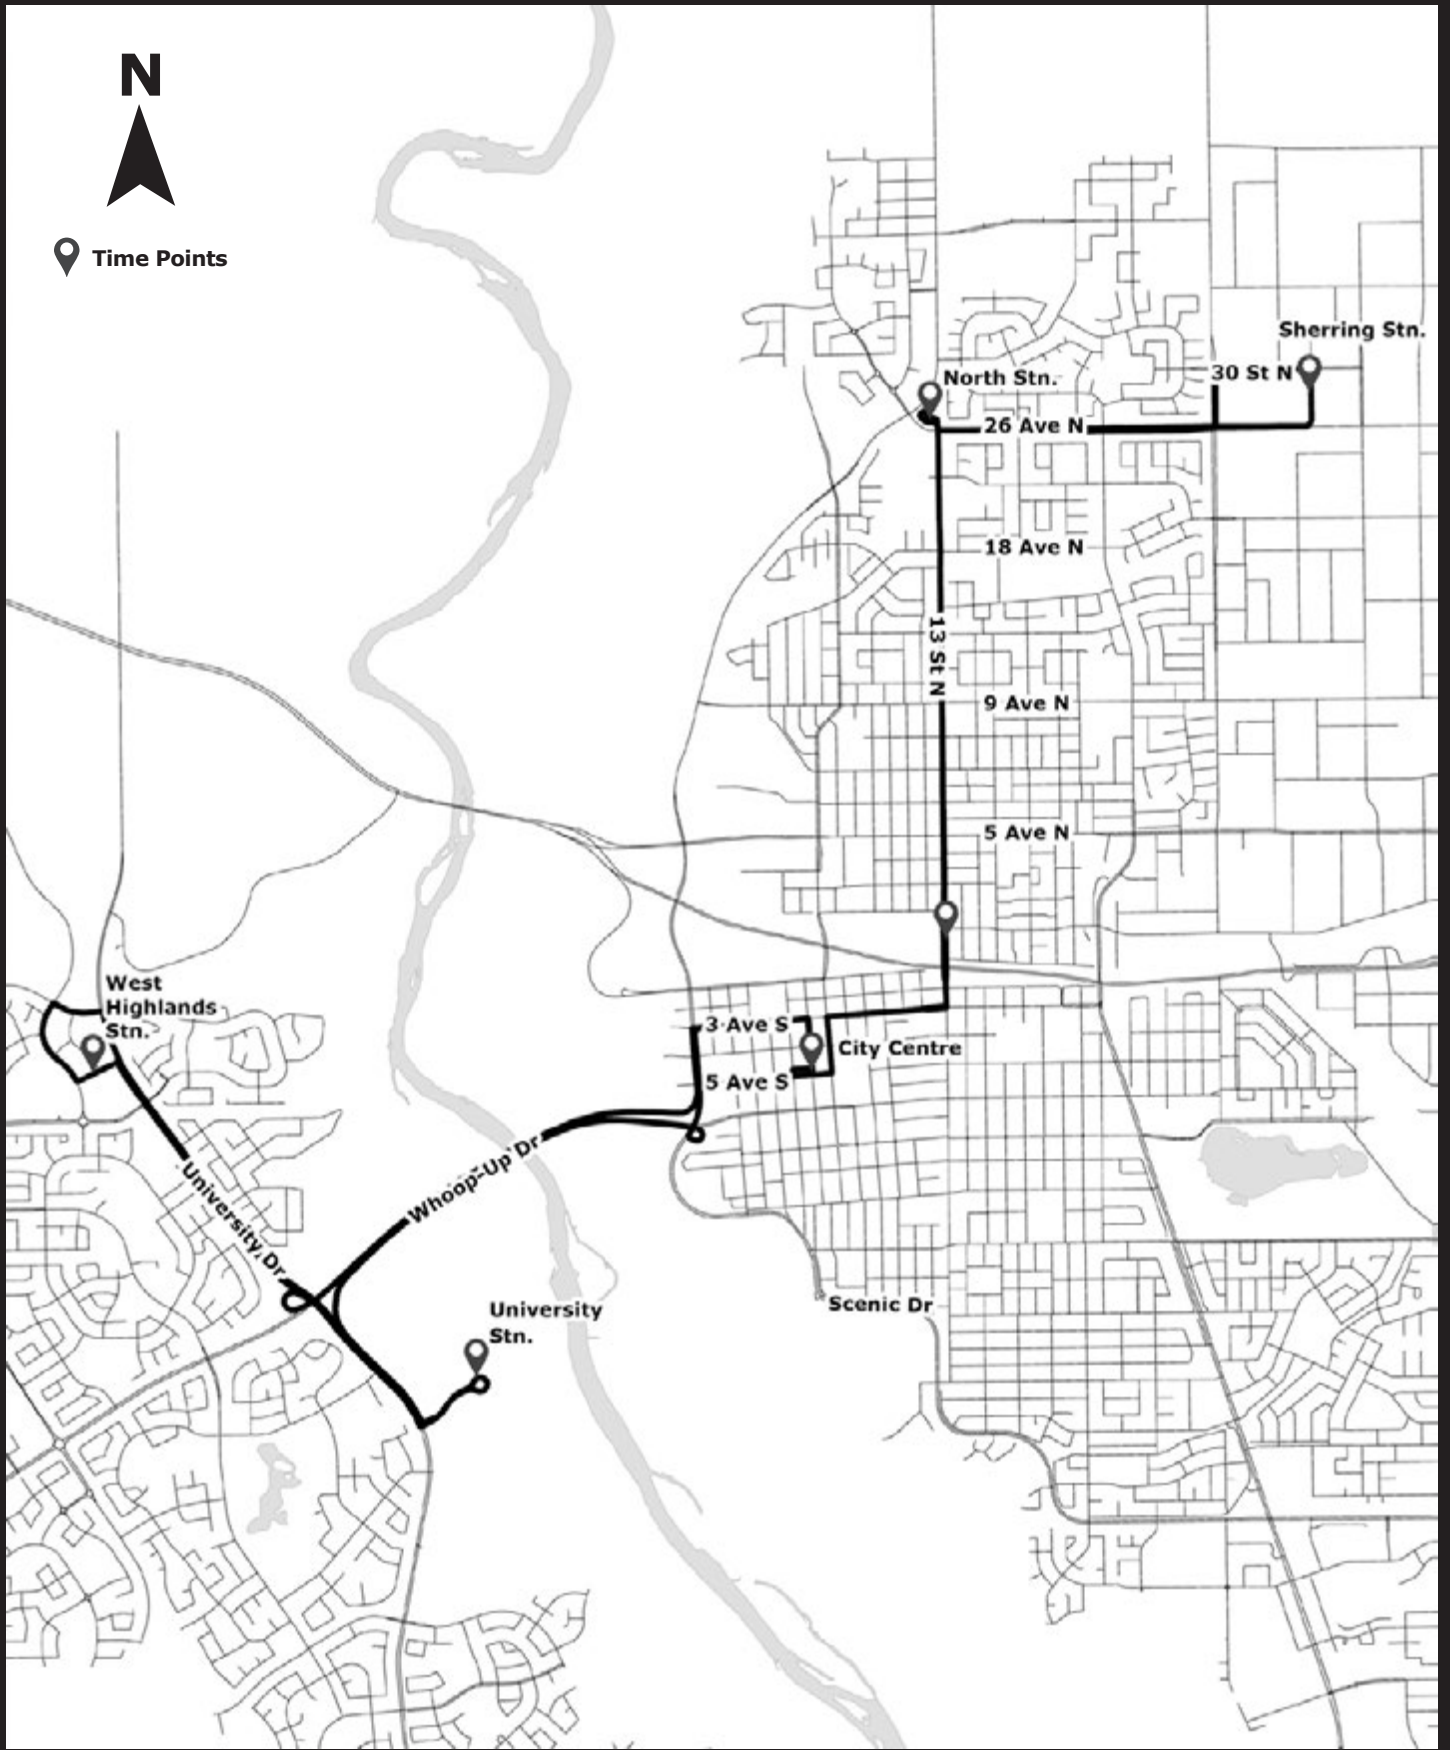 N
Time Points
Sherring Stn.
30 St N
North Stn.
26 Ave N
18 Ave N
13 St N
9 Ave N
5 Ave N
West
Highlands
Stn.
3 Ave S
City Centre
5 Ave S
Whoop-Up Dr
University Dr
University
Stn.
Scenic Dr